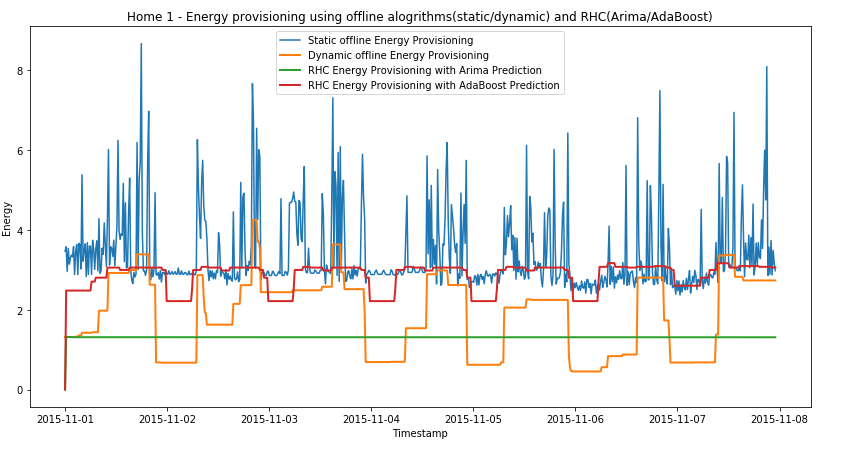 Home 1 - Energy provisioning using offline alogrithms(static/dynamic) and RHC(Arima/AdaBoost)
Static offline Energy Provisioning
Dynamic offline Energy Provisioning
RHC Energy Provisioning with Arima Prediction
RHC Energy Provisioning with AdaBoost Prediction
8
6
4
2
0
Energy
2015-11-01 2015-11-02 2015-11-03 2015-11-04 2015-11-05 2015-11-06 2015-11-07 2015-11-08
Timestamp